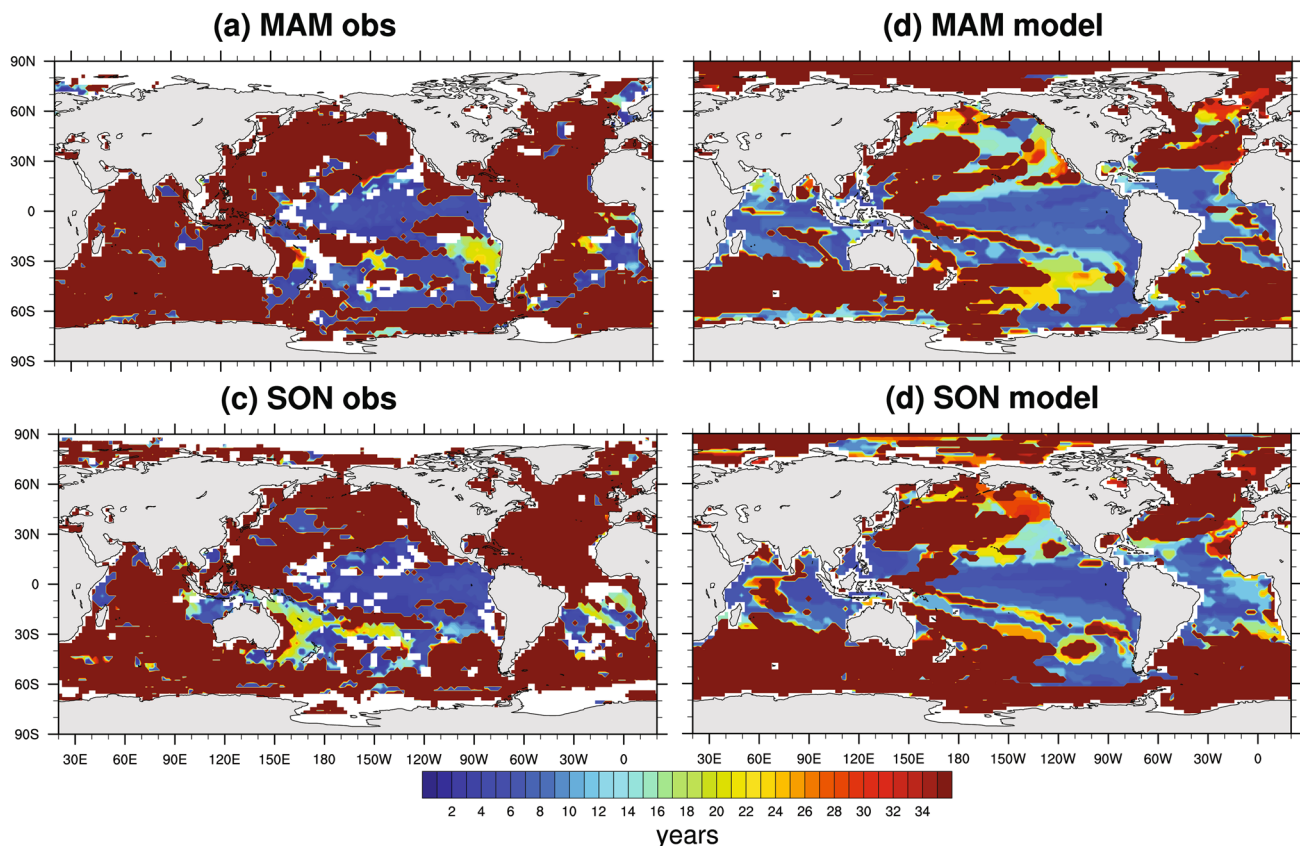 (a) MAM obs
(d) MAM model
90N
60N
30N
0
30S
60S
90S
(c) SON obs
(d) SON model
90N
60N
30N
0
30S
60S
90S
30E 60E 90E 120E 150E 180 150W 120W 90W 60W 30W 0
30E 60E 90E 120E 150E 180 150W 120W 90W 60W 30W 0
2 4 6 8 10 12 14 16 18 20 22 24 26 28 30 32 34
years